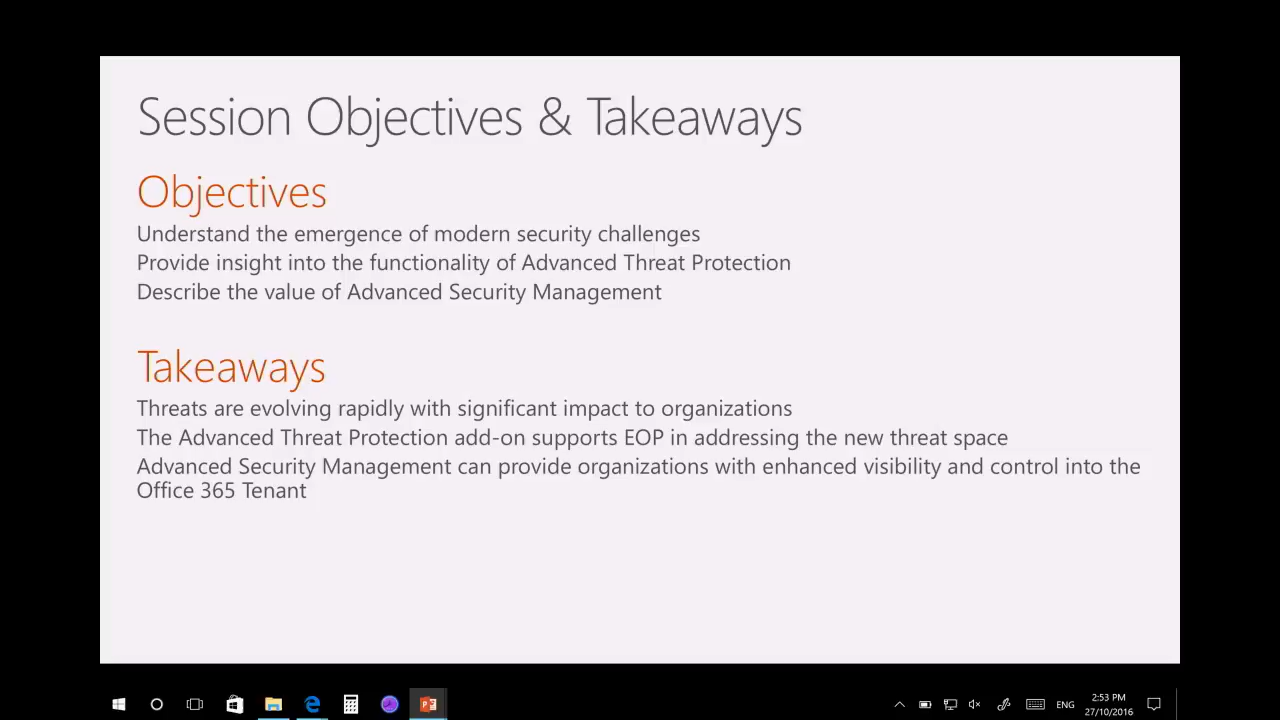 Session Objectives & Takeaways
Objectives
Understand the emergence of modern security challenges
Provide insight into the functionality of Advanced Threat Protection
Describe the value of Advanced Security Management
Takeaways
Threats are evolving rapidly with significant impact to organizations
The Advanced Threat Protection add-on supports EOP in addressing the new threat space
Advanced Security Management can provide organizations with enhanced visibility and control into the
Office 365 Tenant
ENG
2:53 PM
27/10/2016